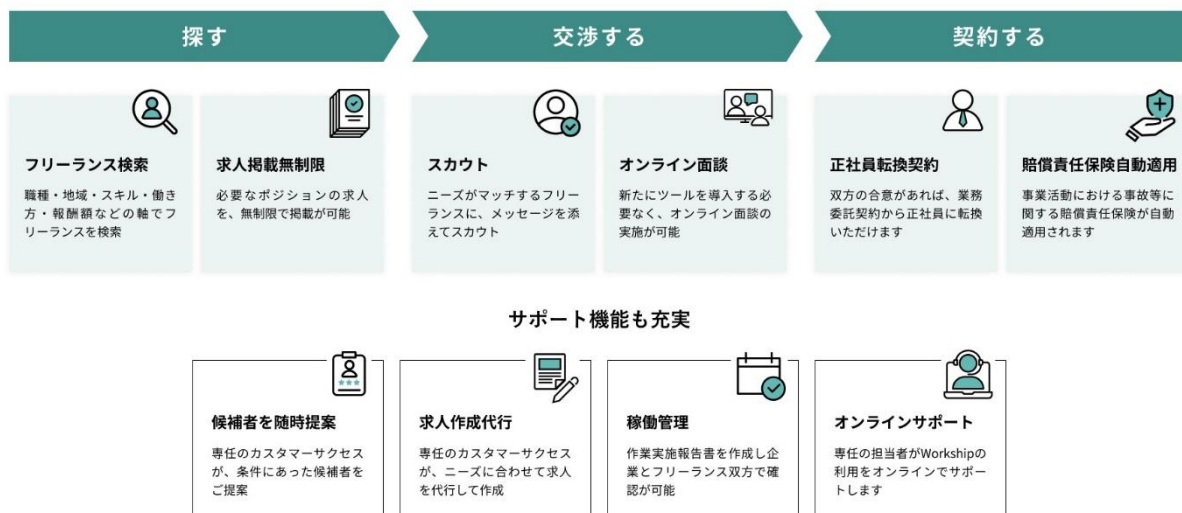 探す
交渉する
契約する
フリーランス検索
職種・地域・スキル・働き
方・報酬額などの軸でフ
リーランスを検索
求人掲載無制限
必要なポジションの求人
を、無制限で掲載が可能
スカウト
ニーズがマッチするフリー
ランスに、メッセージを添
えてスカウト
オンライン面談
新たにツールを導入する必
要なく、オンライン面談の
実施が可能
正社員転換契約
双方の合意があれば、業務
委託契約から正社員に転換
いただけます
賠償責任保険自動適用
事業活動における事故等に
関する賠償責任保険が自動
適用されます
サポート機能も充実
候補者を随時提案
専任のカスタマーサクセス
が、条件にあった候補者を
ご提案
求人作成代行
専任のカスタマーサクセス
が、ニーズに合わせて求人
を代行して作成
稼働管理
作業実施報告書を作成し企
業とフリーランス双方で確
認が可能
オンラインサポート
専任の担当者がWorkshipの
利用をオンラインでサポー
トします